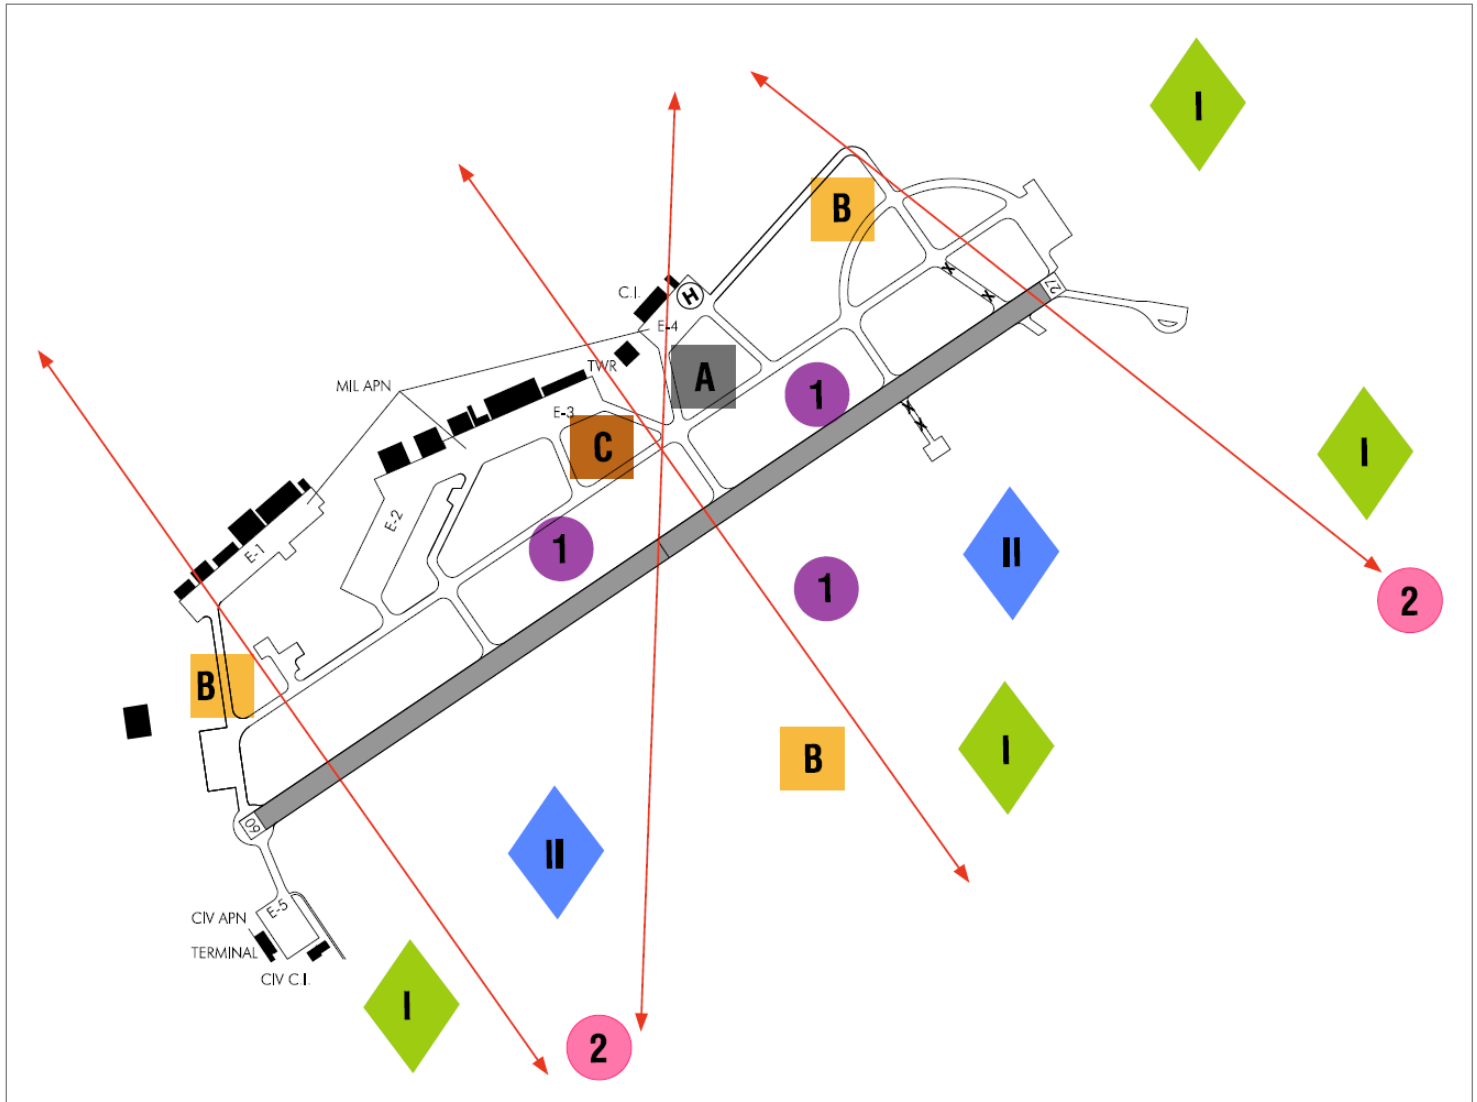 I
B
C.I.
H
27
E-4
TWR
A
MIL APN
1
E-3
C
I
E-2
1
II
E-1
1
2
B
I
B
09
II
E-5
CIV APN
TERMINAL
CIV C.I.
I
2
X
X
X
X